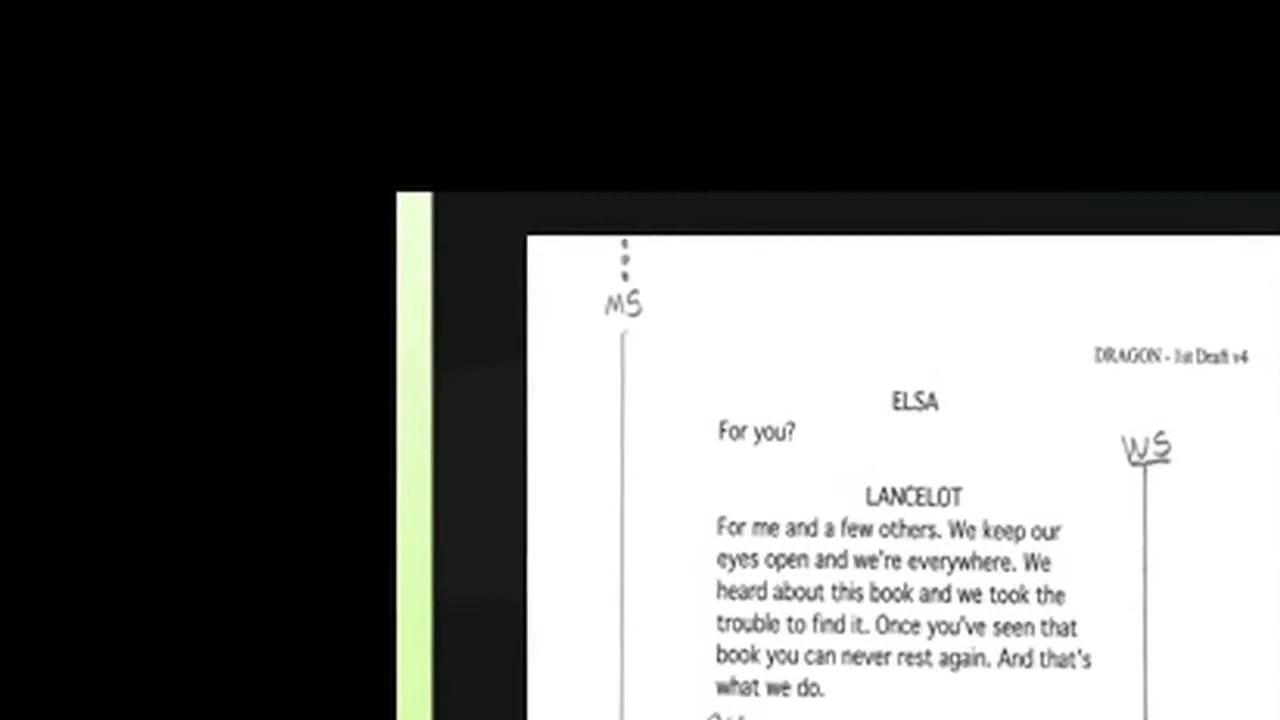 MS
DRAGON - 1st Draft v4
ELSA
For you?
WS
LANCELOT
For me and a few others. We keep our
eyes open and we're everywhere. We
heard about this book and we took the
trouble to find it. Once you've seen that
book you can never rest again. And that's
what we do.